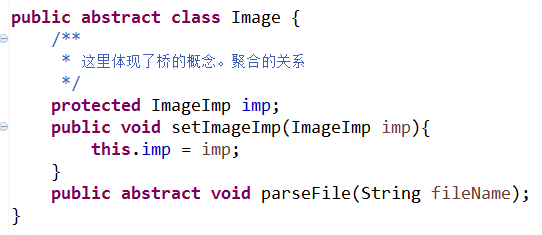 public abstract class Image {
/**
* 这里体现了桥的概念。聚合的关系
*/
protected ImageImp imp;
public void setImageImp(ImageImp imp){
this.imp = imp;
}
public abstract void parseFile(String fileName);
}